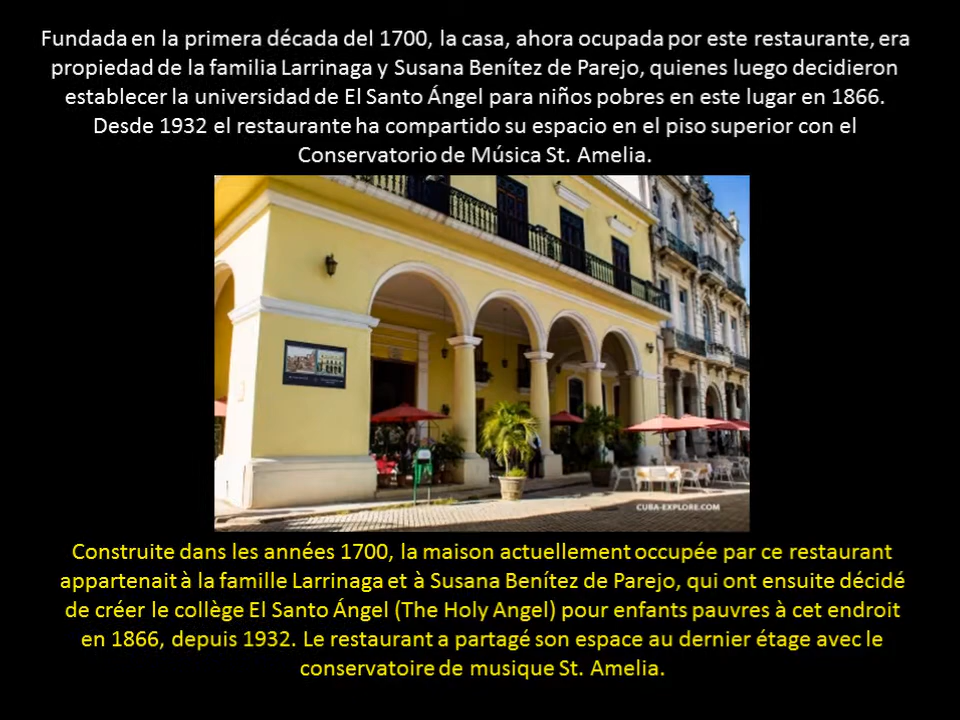 Fundada en la primera década del 1700, la casa, ahora ocupada por este restaurante, era
propiedad de la familia Larrinaga y Susana Benítez de Parejo, quienes luego decidieron
establecer la universidad de El Santo Ángel para niños pobres en este lugar en 1866.
Desde 1932 el restaurante ha compartido su espacio en el piso superior con el
Conservatorio de Música St. Amelia.
CUBA-EXPLORE.COM
Construite dans les années 1700, la maison actuellement occupée par ce restaurant
appartenait à la famille Larrinaga et à Susana Benítez de Parejo, qui ont ensuite décidé
de créer le collège El Santo Ángel (The Holy Angel) pour enfants pauvres à cet endroit
en 1866, depuis 1932. Le restaurant a partagé son espace au dernier étage avec le
conservatoire de musique St. Amelia.